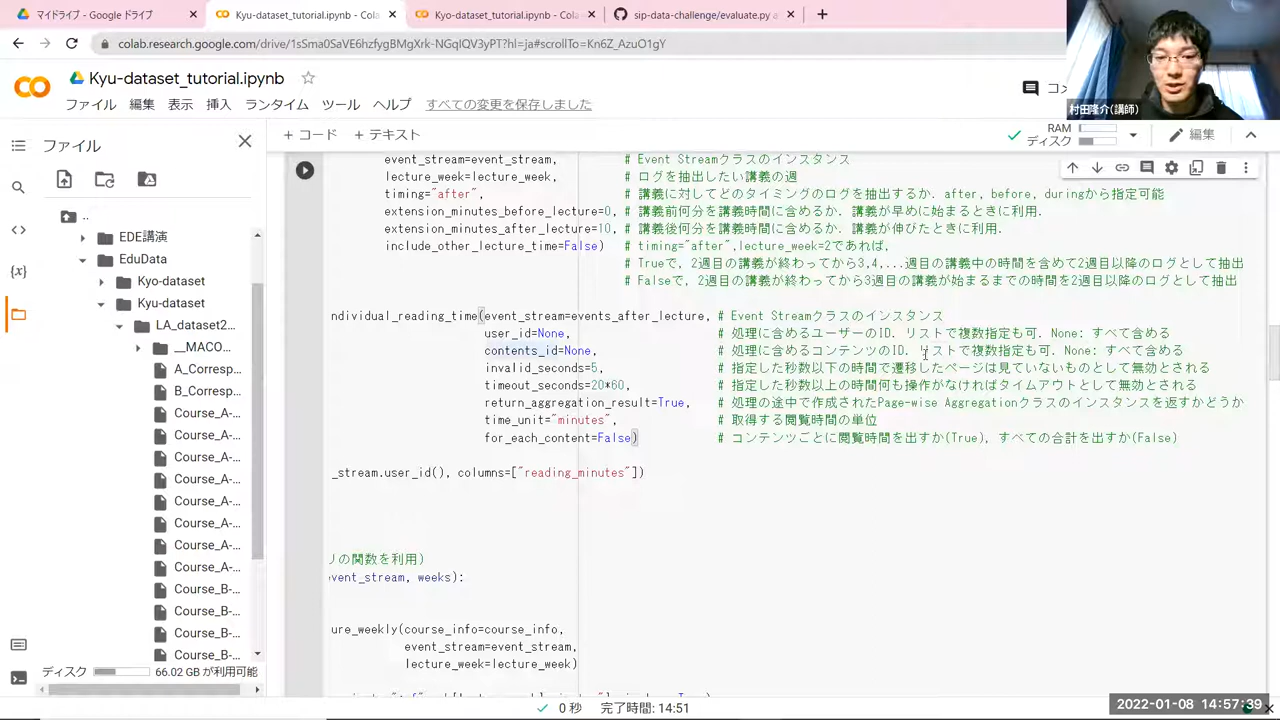 マイドライブ - Google ドライブ
Kyu-dataset_tutorial.ipynb - Cola
Kyu-dataset_tutorial.ipynb - Cola
sip-data-challenge/evaluate.py a
colab.research.google.com/drive/1sSma0SaVE6hzfygBMgXrk-NGqIQV3yPT?hl=ja#scrollTo=Kn6Z_AzuO1gY
Kyu-dataset_tutorial.ipynb
ファイル 編集 表示 挿入 ランタイム ツール ヘルプ すべての変更を保存しました
コ
村田隆介(講師)
ファイル
+ コード + テキスト
RAM
ディスク
編集
..
EDE講演
EduData
Kyo-dataset
Kyu-dataset
LA_dataset2...
__MACO...
A_Corresp...
B_Corresp...
Course_A-...
Course_A-...
Course_A-...
Course_A-...
Course_A-...
Course_A-...
Course_A-...
Course_A-...
Course_B-...
Course_B-...
Course_B-...
Course_B-...
ディスク 66.02 GB が利用可能
event_stream=event_stream, # Event Streamクラスのインスタンス
lecture_week=lecture_week, # ログを抽出したい講義の週
timing="after", # 講義に対してどのタイミングのログを抽出するか. after, before, duringから指定可能
extension_minutes_before_lecture=0, # 講義前何分を講義時間に含めるか. 講義が早めに始まるときに利用.
extension_minutes_after_lecture=10, # 講義後何分を講義時間に含めるか. 講義が伸びたときに利用.
include_other_lecture_time=False) # timing="after",lecture_week=2であれば,
# Trueで, 2週目の講義が終わってから3,4,...週目の講義中の時間を含めて2週目以降のログとして抽出
# Falseで, 2週目の講義が終わってから3週目の講義が始まるまでの時間を2週目以降のログとして抽出
ndividual_reading_time(event_stream=events_after_lecture, # Event Streamクラスのインスタンス
user_id=None, # 処理に含めるユーザーのID. リストで複数指定も可. None: すべて含める
contents_id=None, # 処理に含めるコンテンツのID. リストで複数指定も可. None: すべて含める
invalid_seconds=5, # 指定した秒数以下の時間で遷移したページは見ていないものとして無効とされる
timeout_seconds=20*60, # 指定した秒数以上の時間何も操作がなければタイムアウトとして無効とされる
return_aggregation_result=True, # 処理の途中で作成されたPage-wise Aggregationクラスのインスタンスを返すかどうか
time_unit="minutes", # 取得する閲覧時間の単位
for_each_content=False) # コンテンツごとに閲覧時間を出すか(True), すべての合計を出すか(False)
_stream.user_id(), columns=["reading_minutes"])
リの関数を利用)
event_stream, weeks):
ure_weekly(course_info=course_info,
event_stream=event_stream,
lecture_week=lecture_week)
0 秒 完了時間: 14:51
2022-01-08 14:57:39